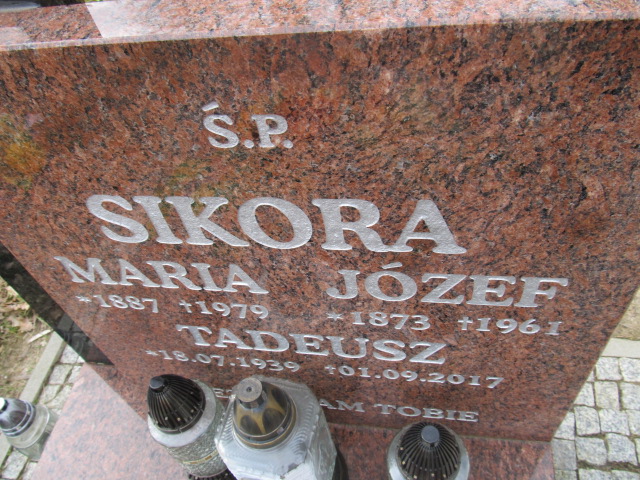 Ś.P.
SIKORA
MARIA JÓZEF
*1887 †1979 *1873 †1961
TADEUSZ
*18.07.1939 †01.09.2017
TOBIE